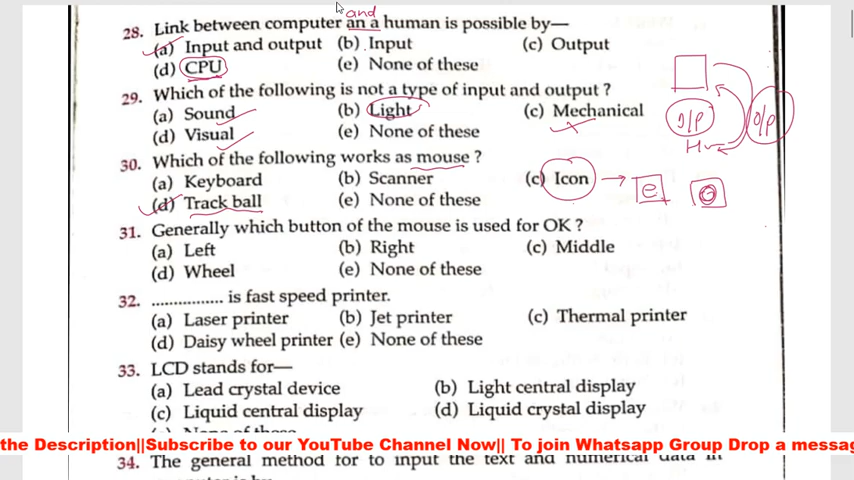 and
28. Link between computer an a human is possible by—
(a) Input and output (b) Input (c) Output
(d) CPU (e) None of these
29. Which of the following is not a type of input and output ?
(a) Sound (b) Light (c) Mechanical
(d) Visual (e) None of these
O/P
30. Which of the following works as mouse ?
(a) Keyboard (b) Scanner (c) Icon → e
(d) Track ball (e) None of these
31. Generally which button of the mouse is used for OK ?
(a) Left (b) Right (c) Middle
(d) Wheel (e) None of these
32. ................ is fast speed printer.
(a) Laser printer (b) Jet printer (c) Thermal printer
(d) Daisy wheel printer (e) None of these
33. LCD stands for—
(a) Lead crystal device (b) Light central display
(c) Liquid central display (d) Liquid crystal display
the Description||Subscribe to our YouTube Channel Now|| To join Whatsapp Group Drop a messag
34. The general method for to input the text and numerical data in